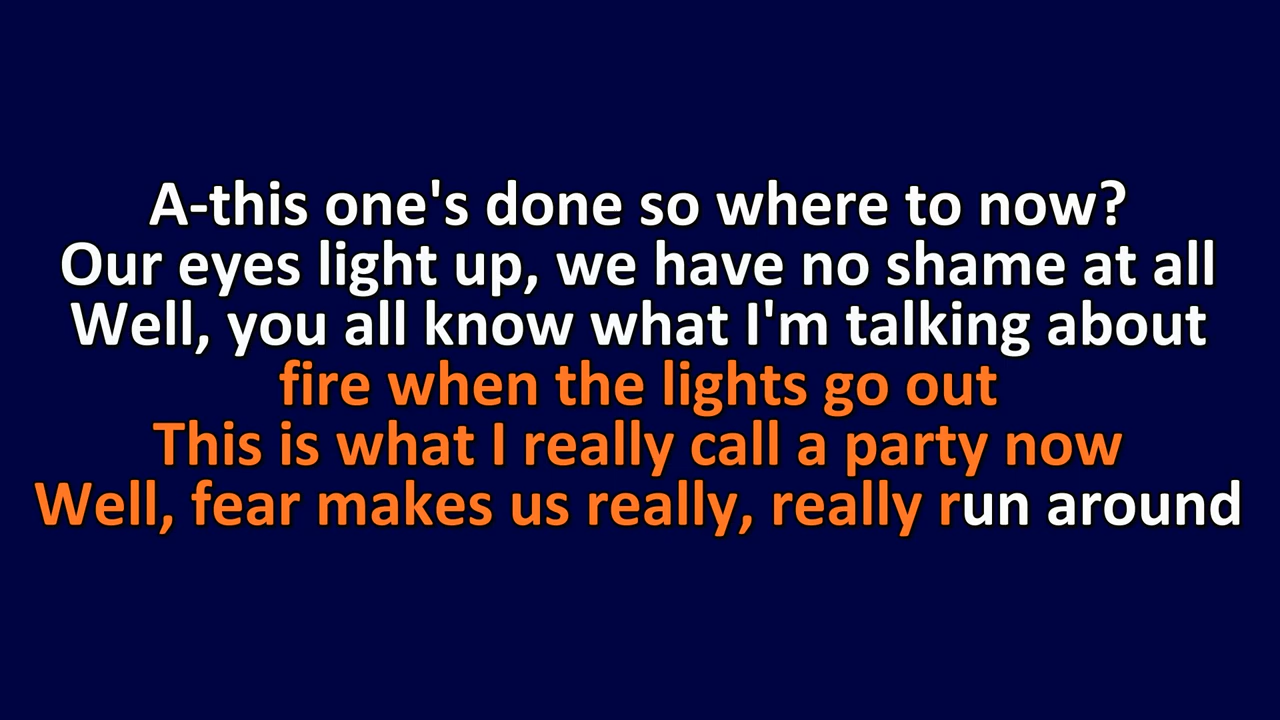 A-this one's done so where to now?
Our eyes light up, we have no shame at all
Well, you all know what I'm talking about
fire when the lights go out
This is what I really call a party now
Well, fear makes us really, really run around